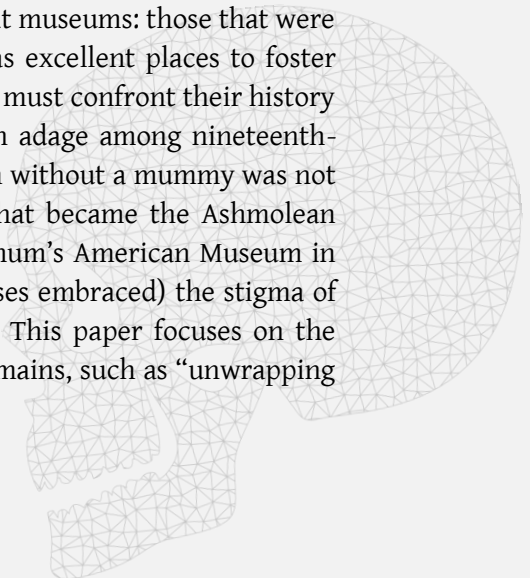 t museums: those that were
s excellent places to foster
must confront their history
adage among nineteenth-
without a mummy was not
hat became the Ashmolean
num’s American Museum in
ses embraced) the stigma of
This paper focuses on the
mains, such as “unwrapping